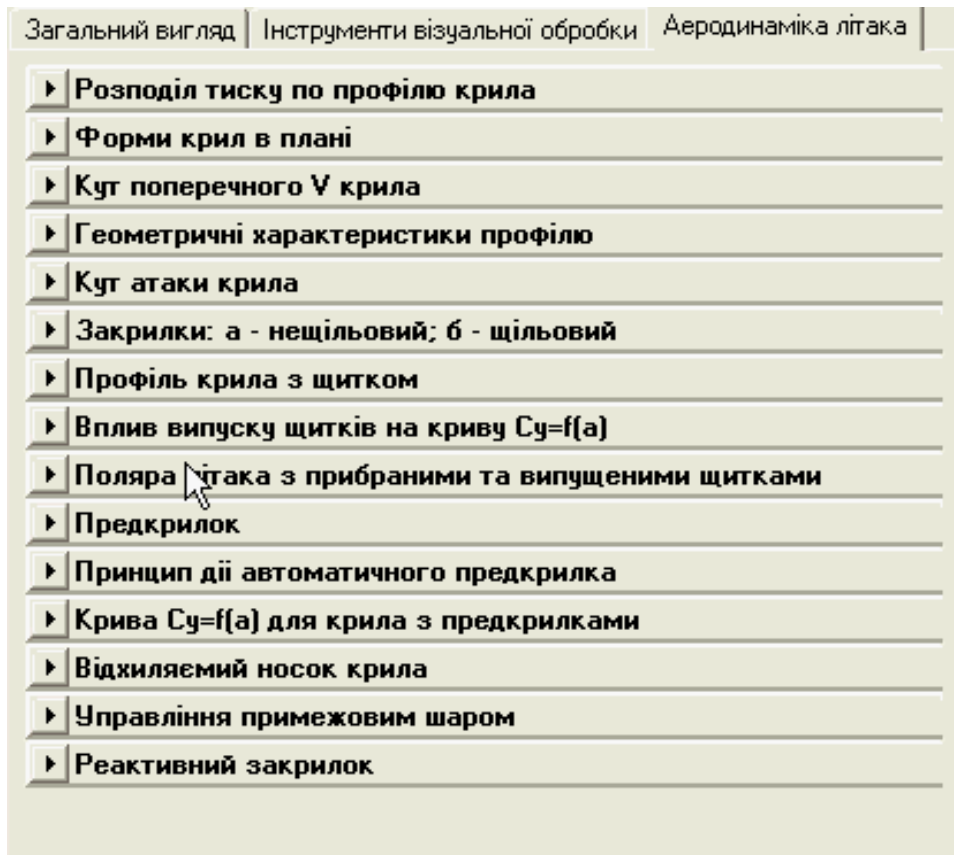 Загальний вигляд Інструменти візуальної обробки Аеродинаміка літака
Розподіл тиску по профілю крила
Форми крил в плані
Кут поперечного V крила
Геометричні характеристики профілю
Кут атаки крила
Закрилки: а - нещільовий; б - щільовий
Профіль крила з щитком
Вплив випуску щитків на криву Cy=f(a)
Поляра літака з прибраними та випущеними щитками
Предкрилок
Принцип дії автоматичного предкрилка
Крива Cy=f(a) для крила з предкрилками
Відхиляємий носок крила
Управління примежовим шаром
Реактивний закрилок